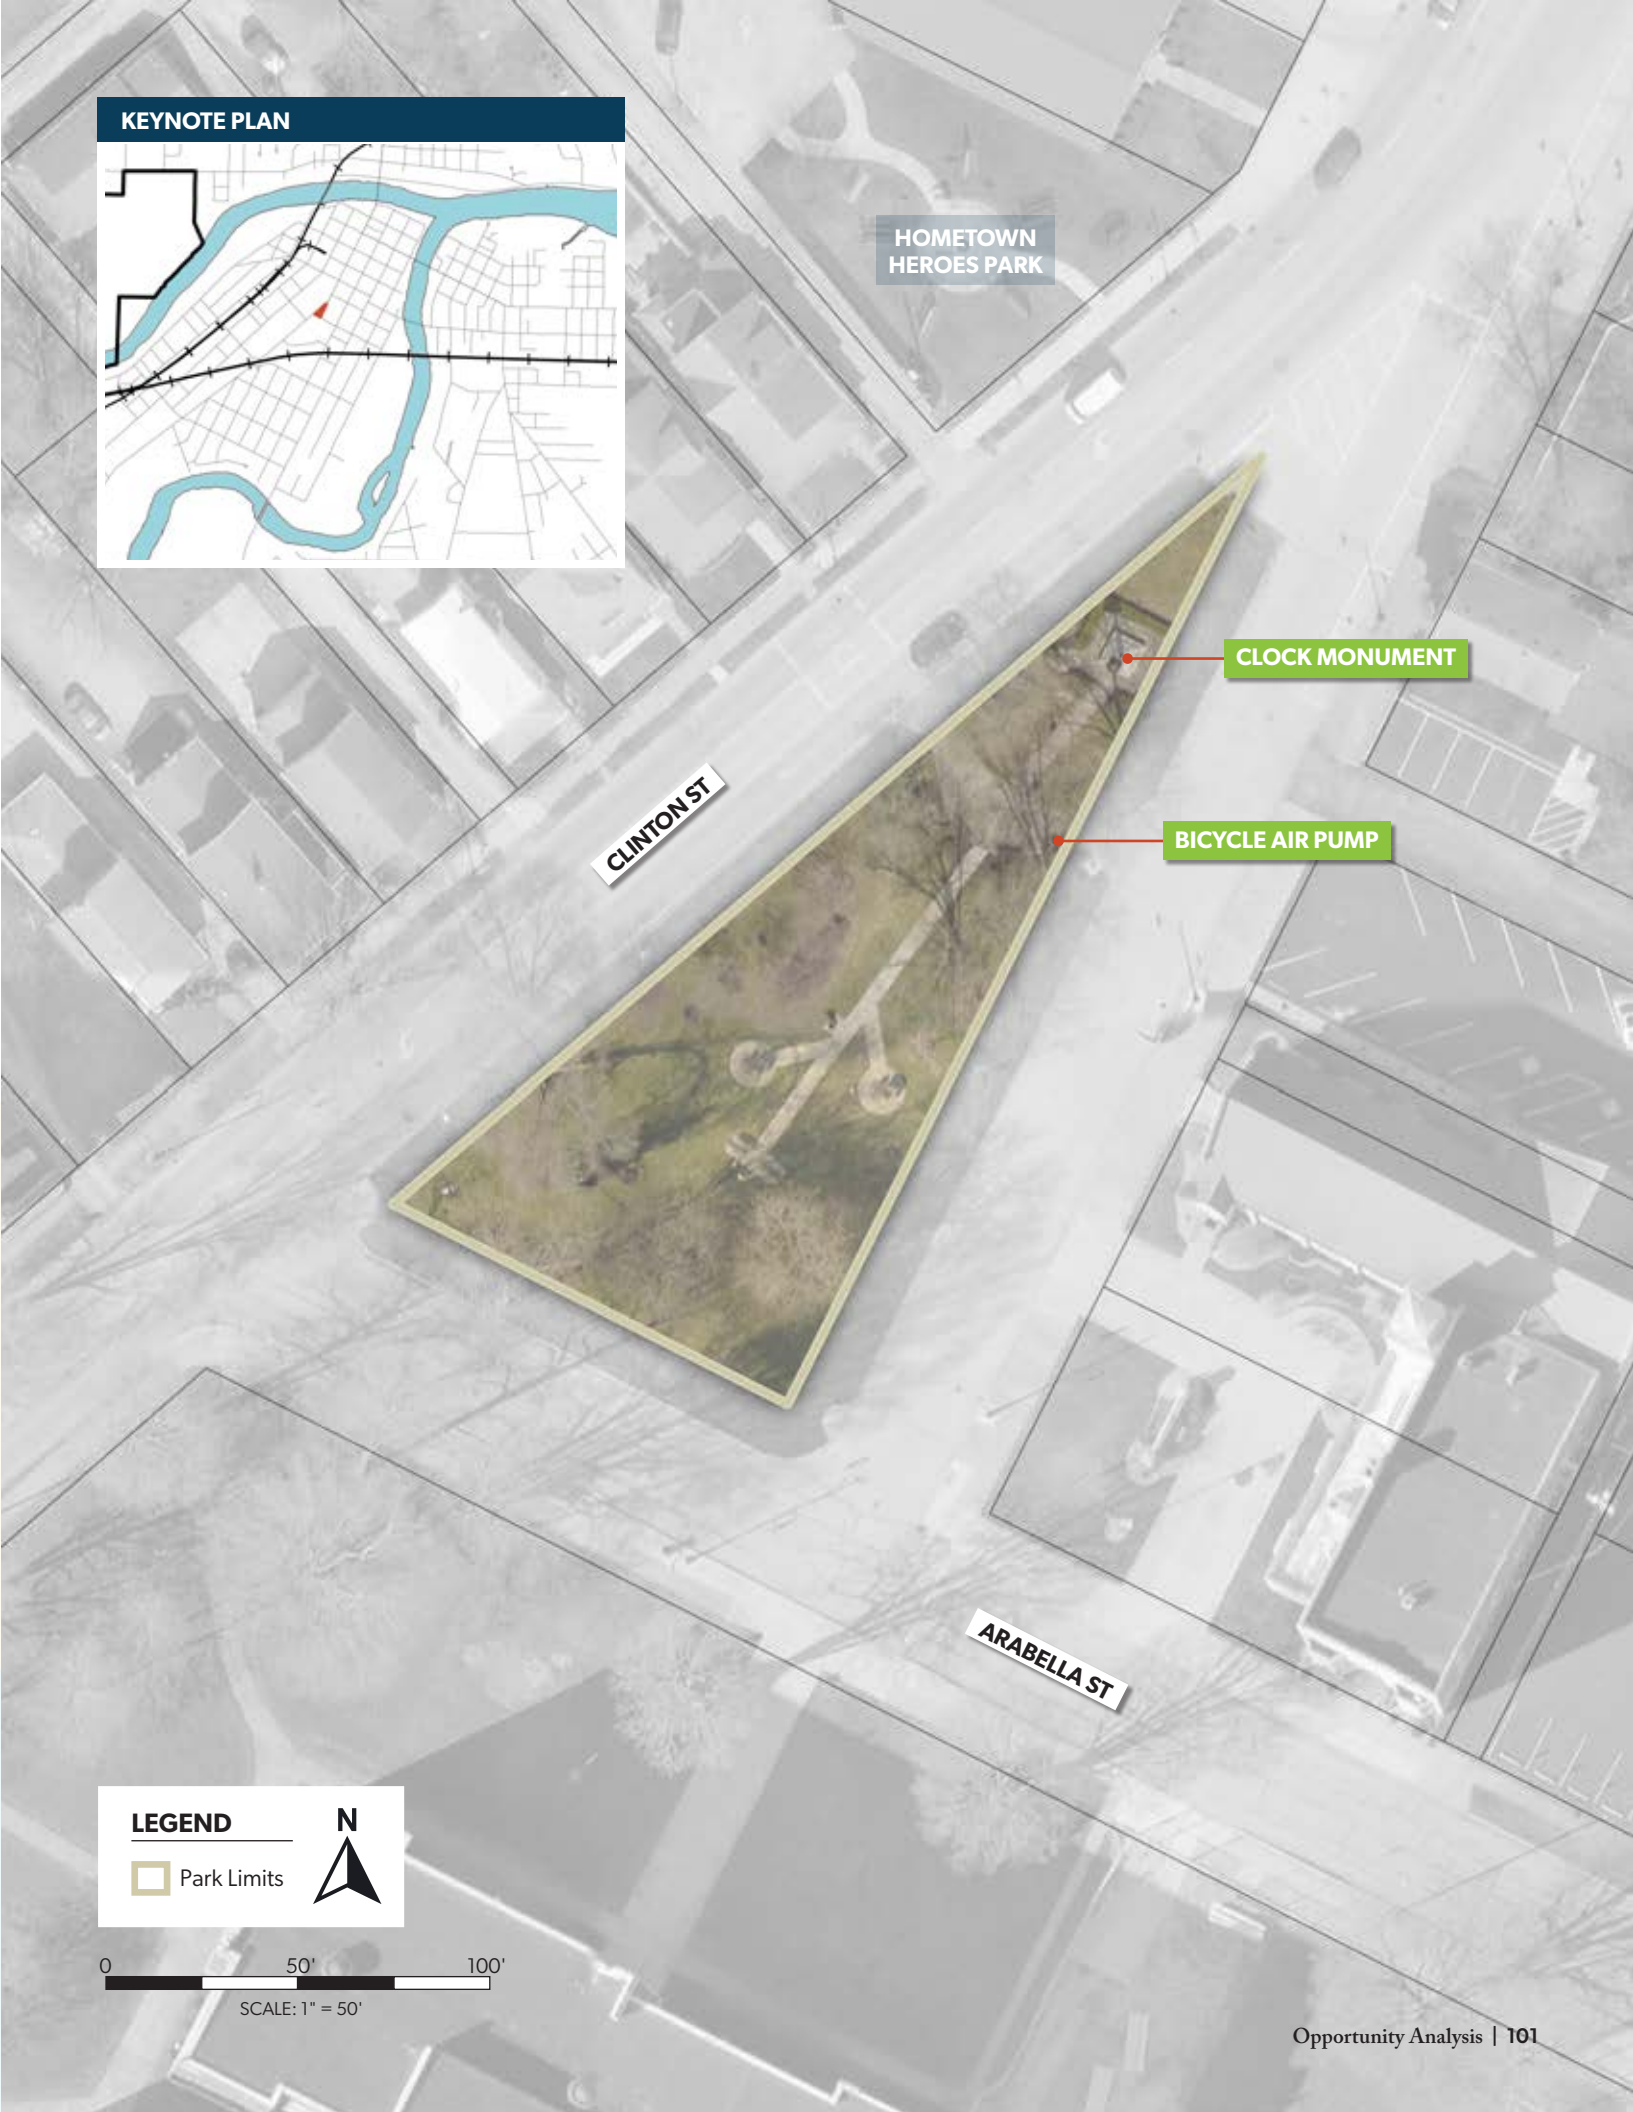 KEYNOTE PLAN
HOMETOWN
HEROES PARK
CLOCK MONUMENT
CLINTON ST
BICYCLE AIR PUMP
ARABELLA ST
LEGEND
N
Park Limits
0 50' 100'
SCALE: 1" = 50'
Opportunity Analysis | 101